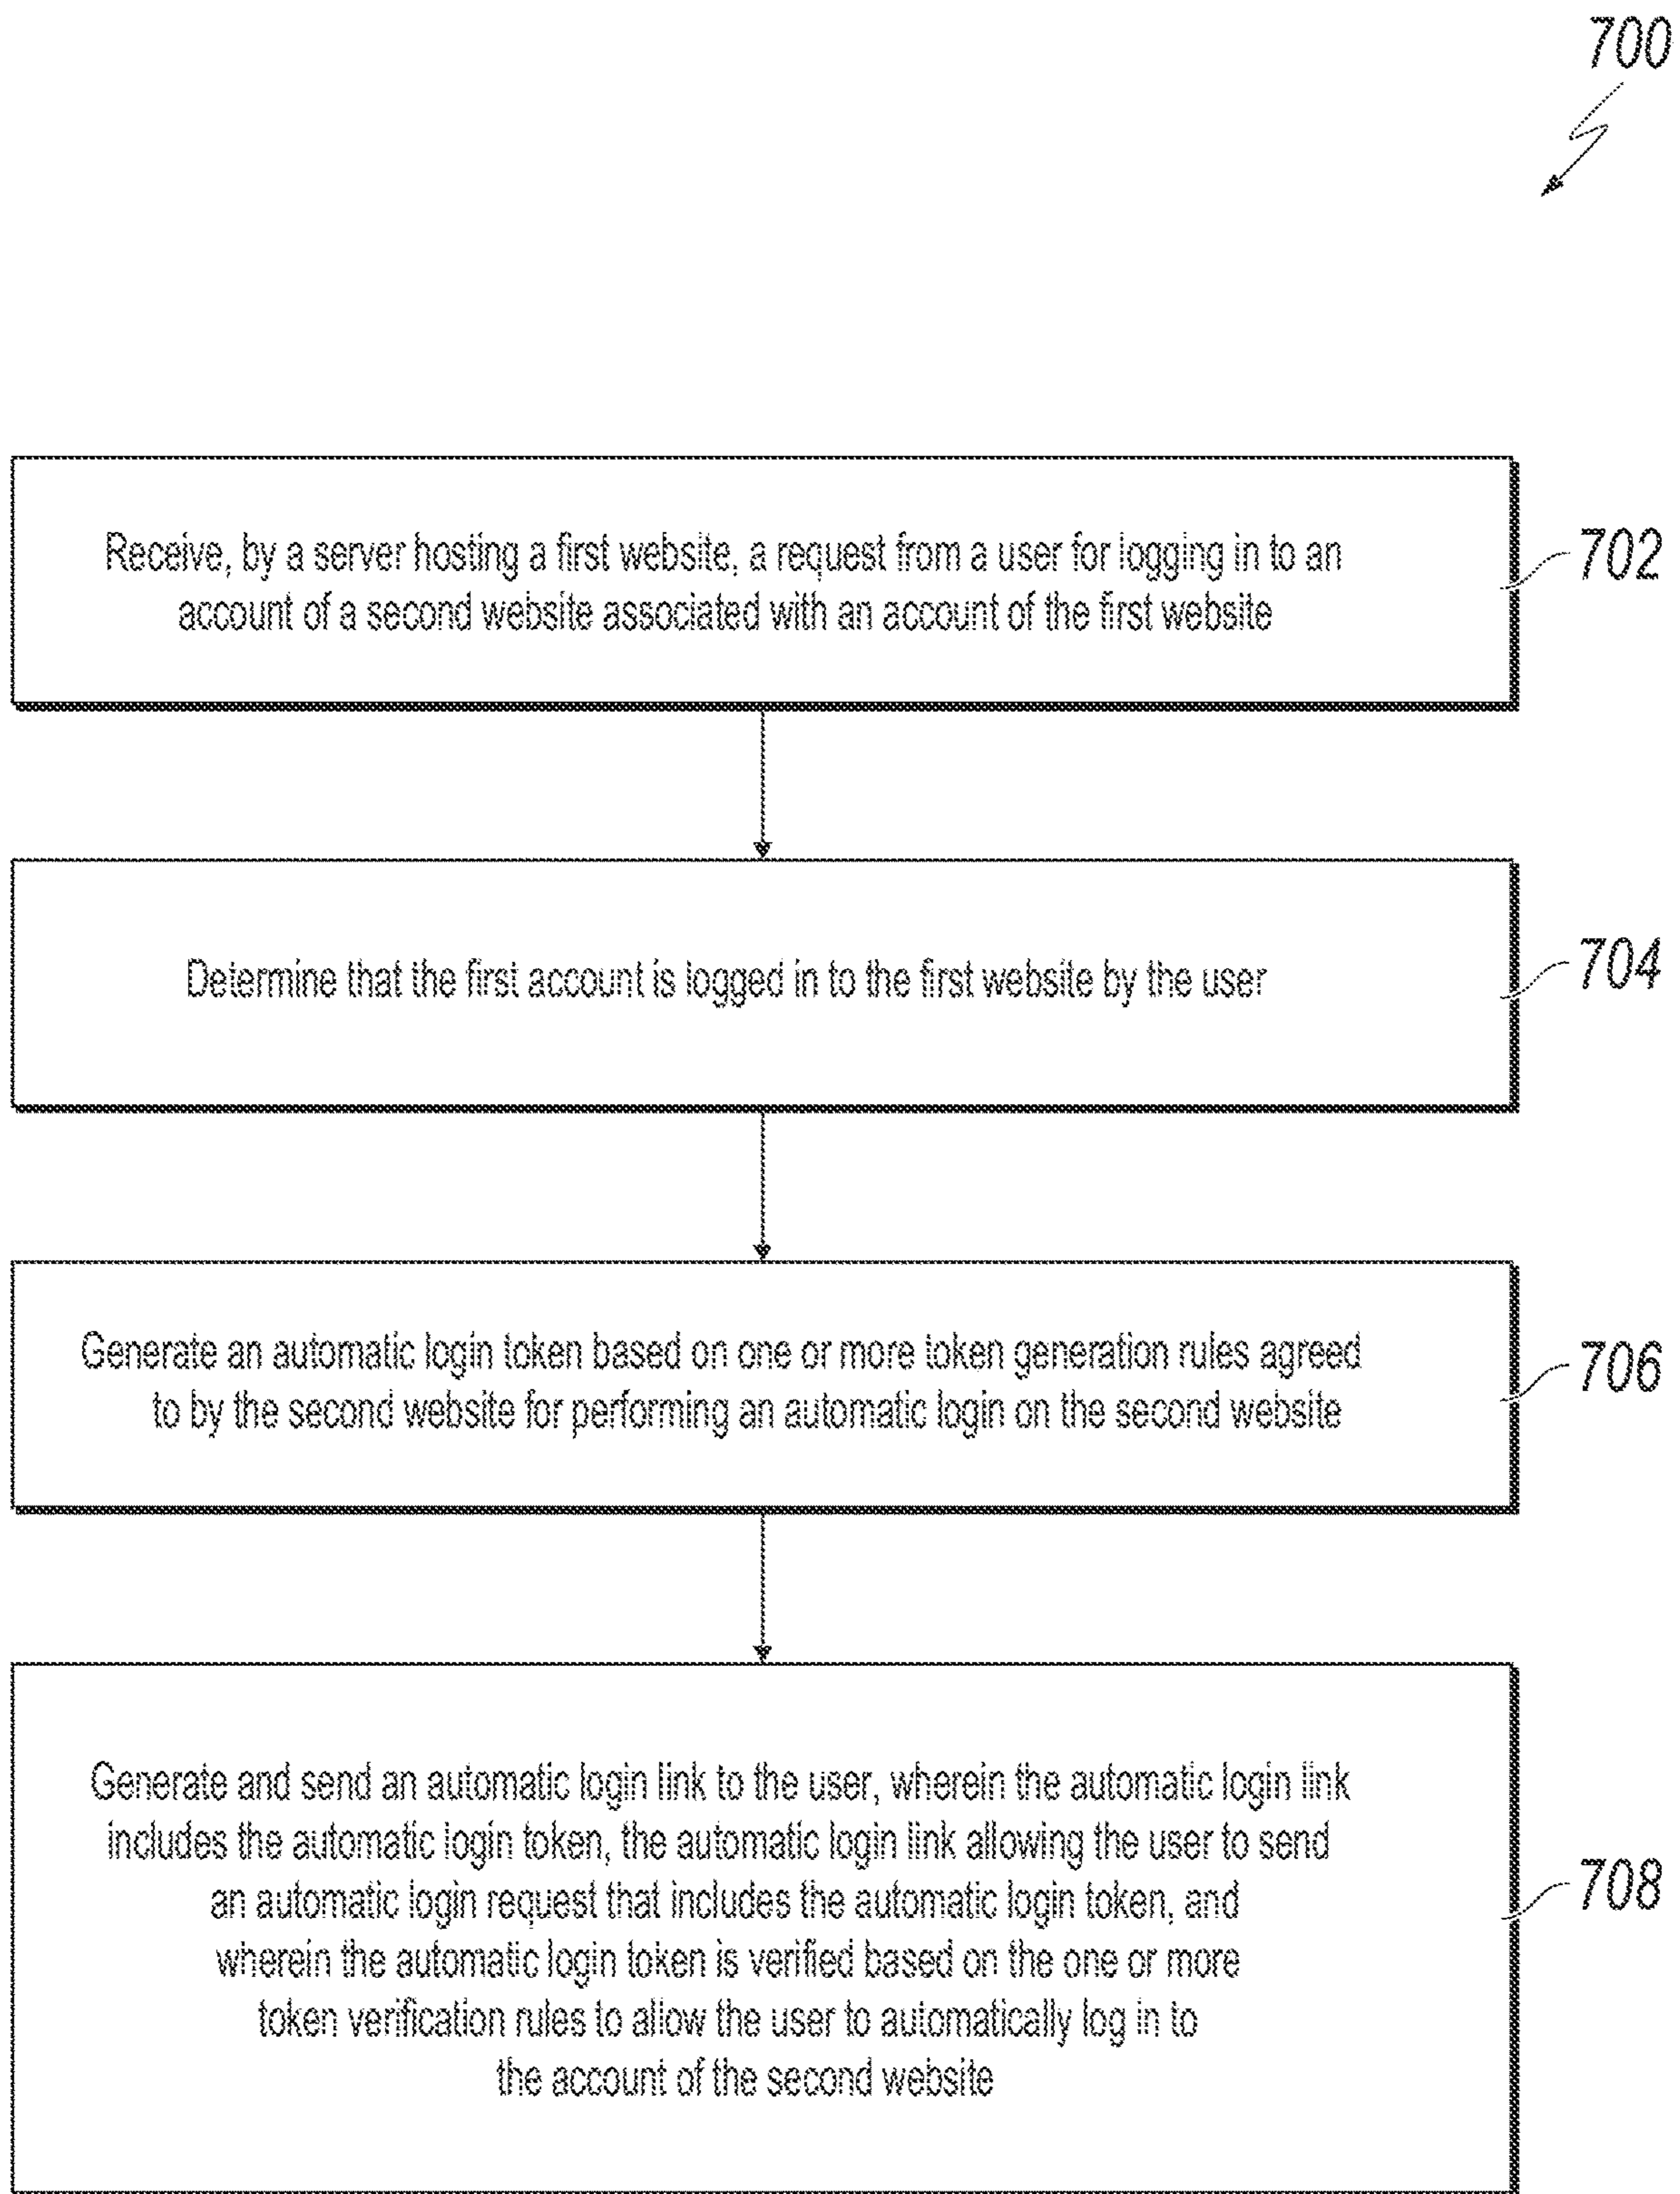 700
Receive, by a server hosting a first website, a request from a user for logging in to an
account of a second website associated with an account of the first website
702
Determine that the first account is logged in to the first website by the user
704
Generate an automatic login token based on one or more token generation rules agreed
to by the second website for performing an automatic login on the second website
706
Generate and send an automatic login link to the user, wherein the automatic login link
includes the automatic login token, the automatic login link allowing the user to send
an automatic login request that includes the automatic login token, and
wherein the automatic login token is verified based on the one or more
token verification rules to allow the user to automatically log in to
the account of the second website
708